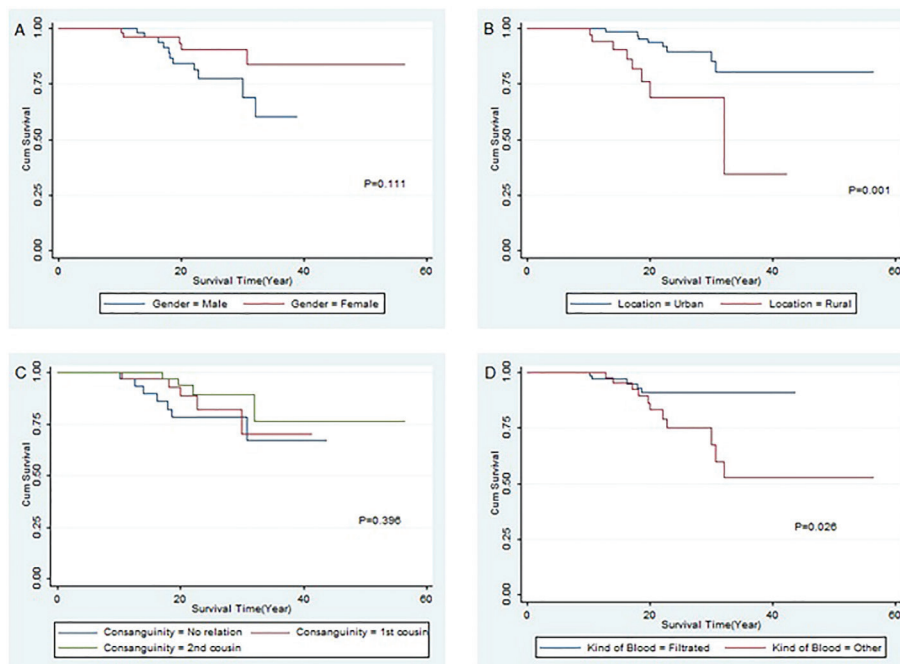 A
Cum Survival
1.00
0.75
0.50
0.25
0.00
P=0.111
0 20 40 60
Survival Time(Year)
Gender = Male Gender = Female
B
Cum Survival
1.00
0.75
0.50
0.25
0.00
P=0.001
0 20 40 60
Survival Time(Year)
Location = Urban Location = Rural
C
Cum Survival
1.00
0.75
0.50
0.25
0.00
P=0.396
0 20 40 60
Survival Time(Year)
Consanguinity = No relation Consanguinity = 1st cousin
Consanguinity = 2nd cousin
D
Cum Survival
1.00
0.75
0.50
0.25
0.00
P=0.026
0 20 40 60
Survival Time(Year)
Kind of Blood = Filtrated Kind of Blood = Other